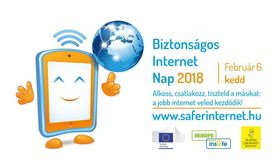 Biztonságos
Internet
Nap 2018
Február 6.
kedd
Alkoss, csatlakozz, tiszteld a másikat:
a jobb internet veled kezdődik!
www.saferinternet.hu
INHOPE
insafe